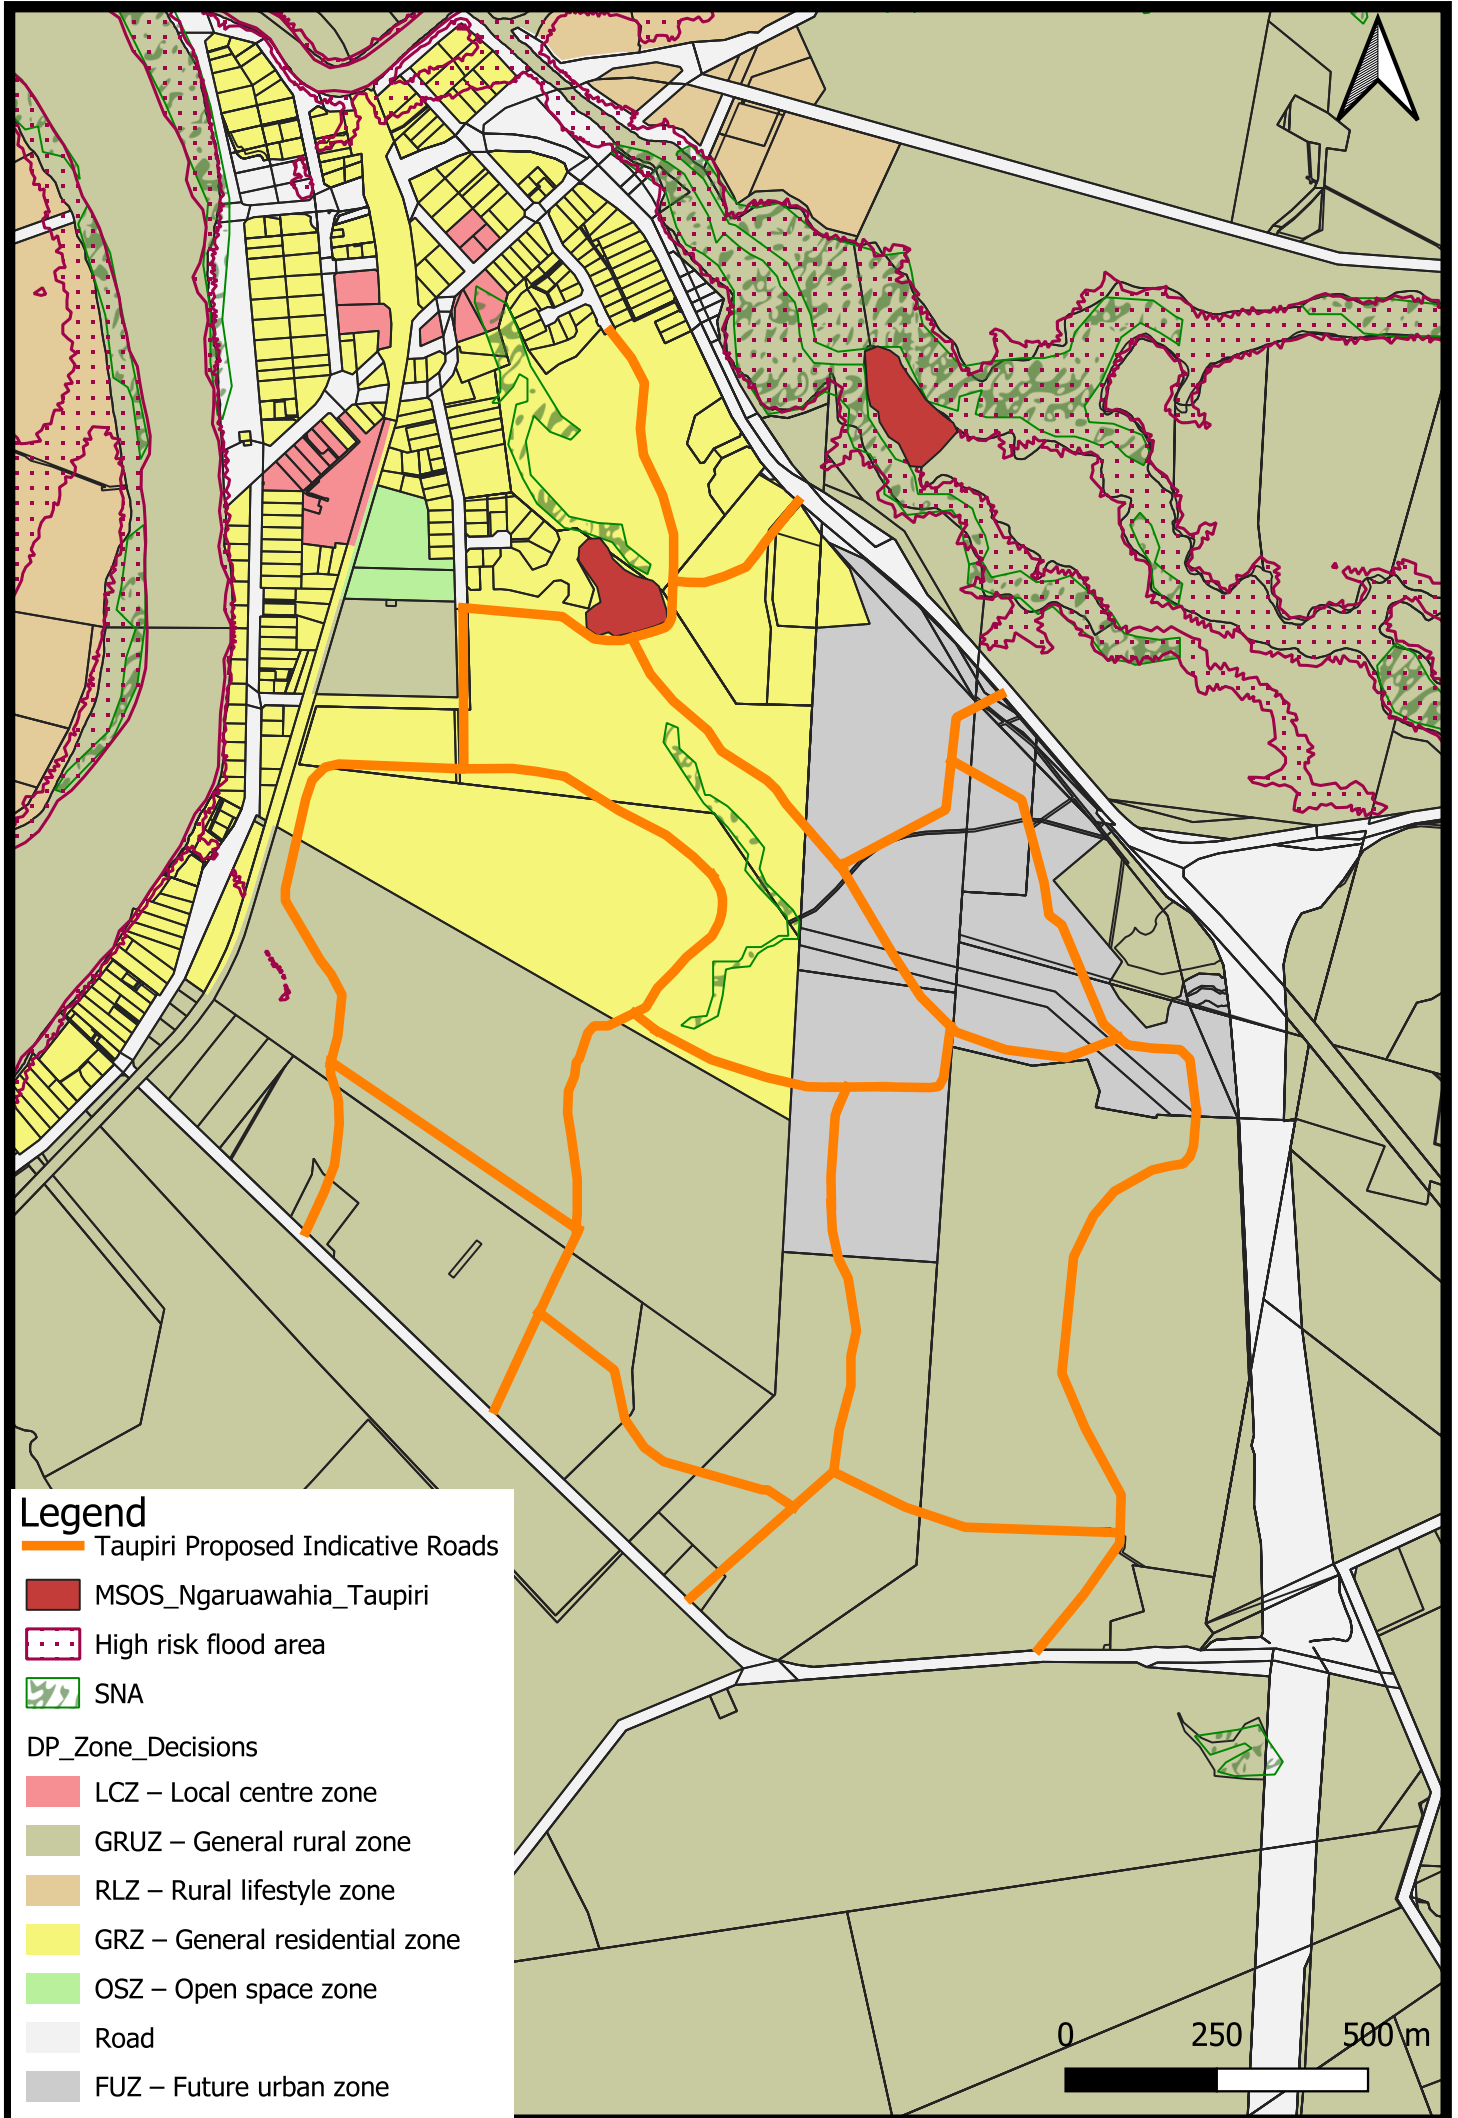 Legend
Taupiri Proposed Indicative Roads
MSOS_Ngaruawahia_Taupiri
High risk flood area
SNA
DP_Zone_Decisions
LCZ – Local centre zone
GRUZ – General rural zone
RLZ – Rural lifestyle zone
GRZ – General residential zone
OSZ – Open space zone
Road
FUZ – Future urban zone
0 250 500 m